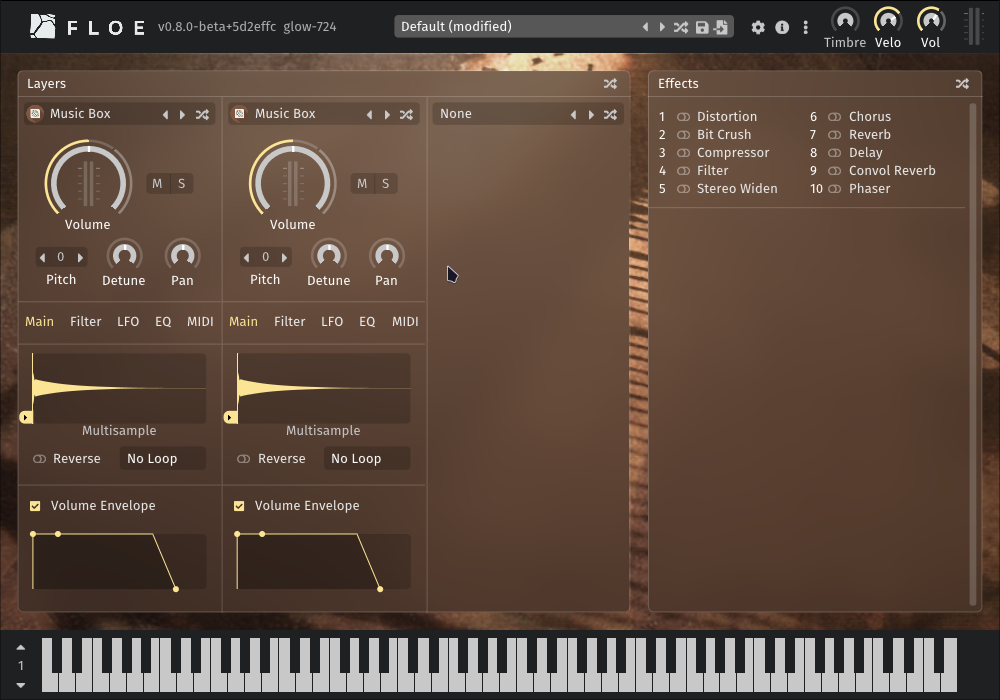 FLOE v0.8.0-beta+5d2effc glow-724 Default (modified)
Timbre Velo Vol
Layers
Music Box Music Box None
M S M S
Volume Volume
0 0
Pitch Detune Pan Pitch Detune Pan
Main Filter LFO EQ MIDI Main Filter LFO EQ MIDI
Multisample Multisample
Reverse No Loop Reverse No Loop
Volume Envelope Volume Envelope
Effects
1 Distortion 6 Chorus
2 Bit Crush 7 Reverb
3 Compressor 8 Delay
4 Filter 9 Convol Reverb
5 Stereo Widen 10 Phaser
1